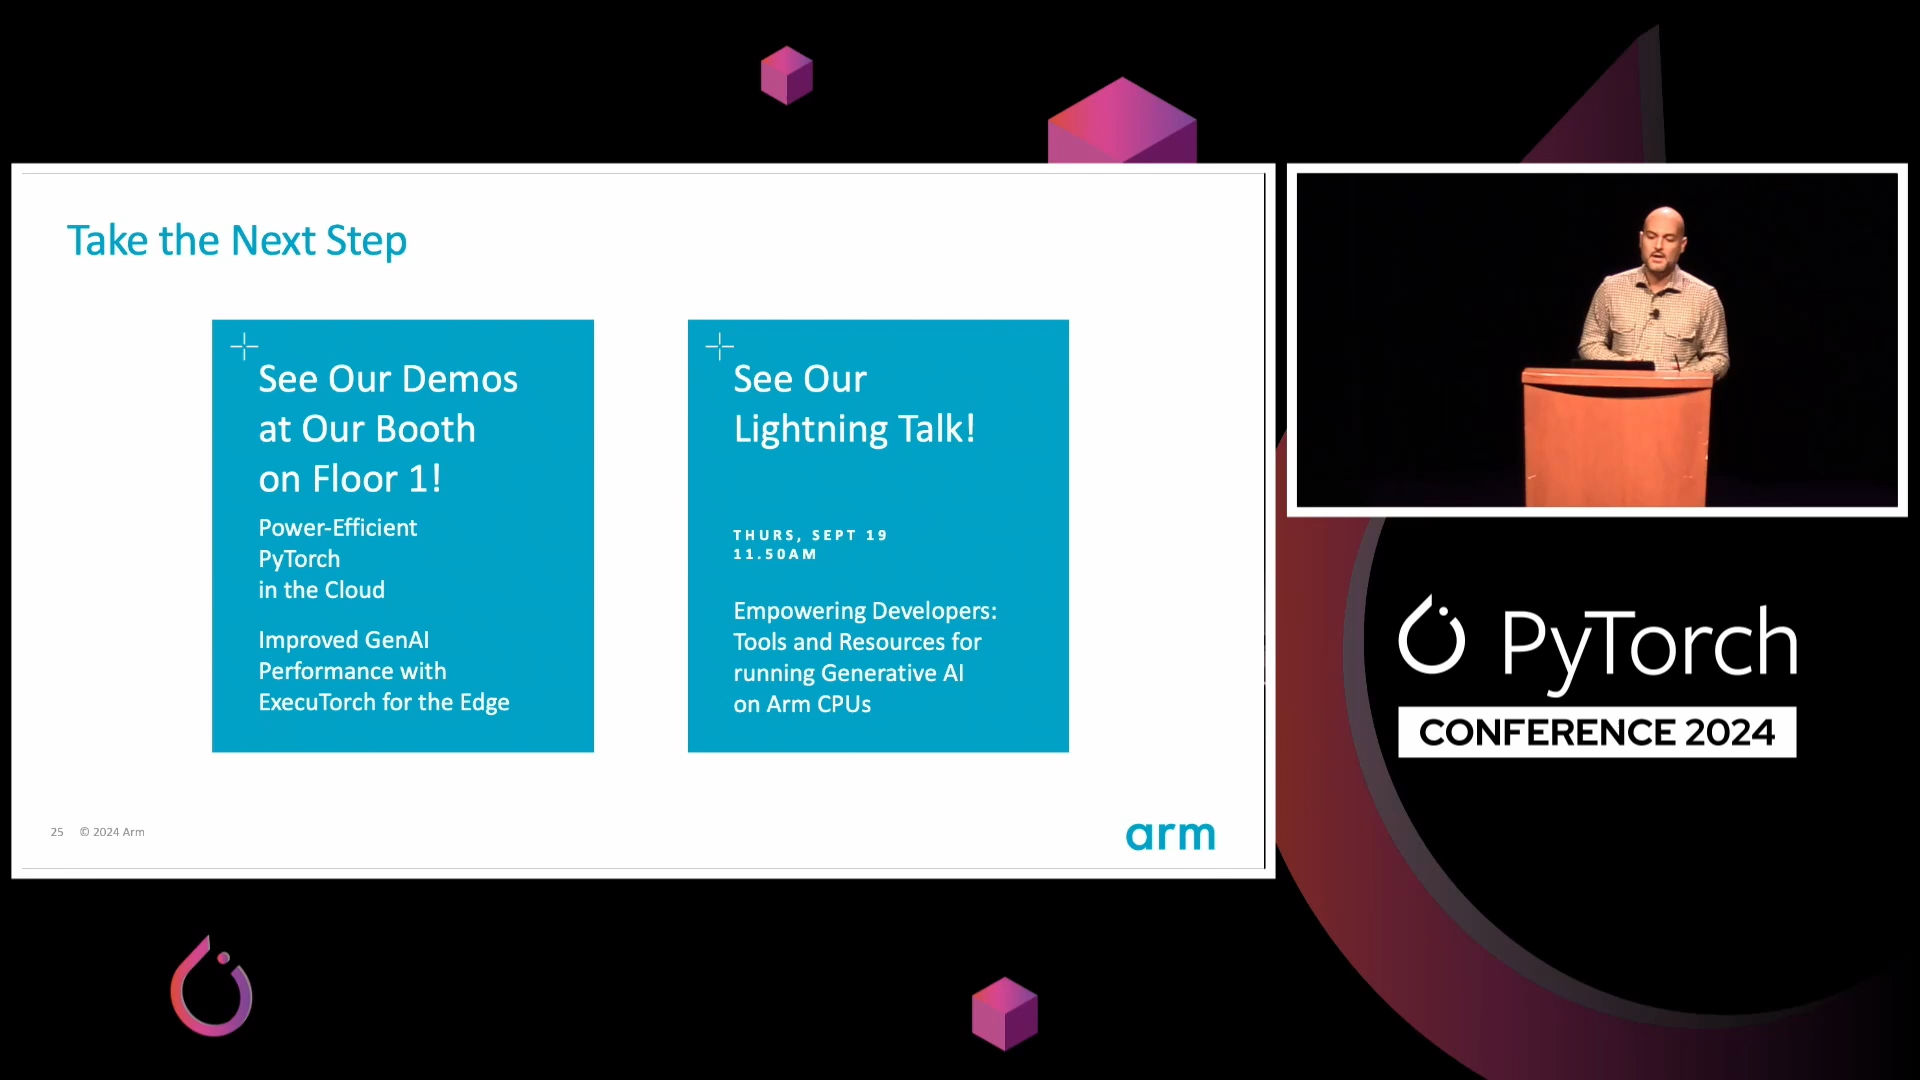 Take the Next Step
See Our Demos
at Our Booth
on Floor 1!
Power-Efficient
PyTorch
in the Cloud
Improved GenAI
Performance with
ExecuTorch for the Edge
See Our
Lightning Talk!
THURS, SEPT 19
11.50AM
Empowering Developers:
Tools and Resources for
running Generative AI
on Arm CPUs
25 © 2024 Arm
arm
PyTorch
CONFERENCE 2024